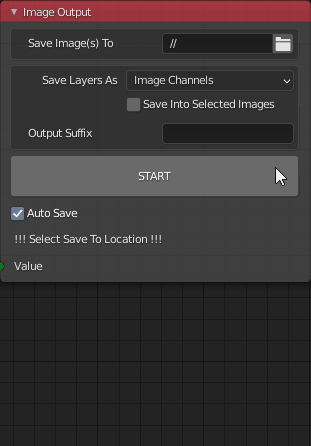 Image Output
Save Image(s) To //
Save Layers As Image Channels
Save Into Selected Images
Output Suffix
START
Auto Save
!!! Select Save To Location !!!
Value